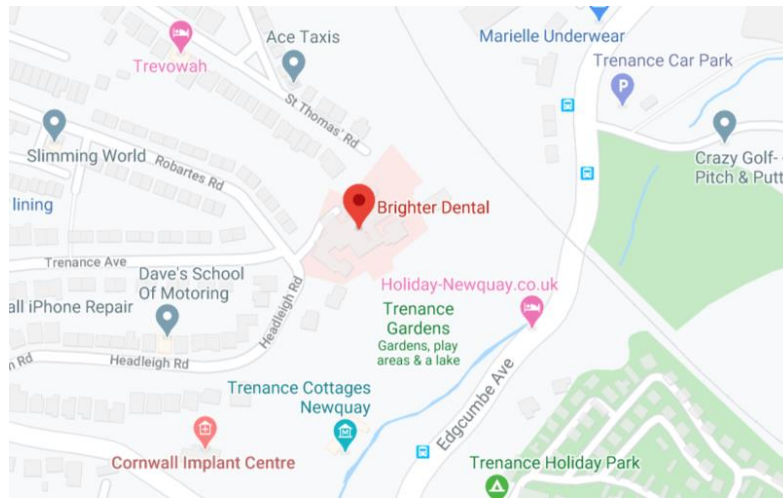 Ace Taxis
Marielle Underwear
Trevowah
Trenance Car Park
P
St Thomas' Rd
Slimming World
Robartes Rd
Crazy Golf-
Pitch & Putt
lining
Brighter Dental
Trenance Ave
Dave's School
Of Motoring
Holiday-Newquay.co.uk
all iPhone Repair
Trenance
Gardens
Gardens, play
areas & a lake
Headleigh Rd
Headleigh Rd
Rd
Trenance Cottages
Newquay
Edgcumbe Ave
Cornwall Implant Centre
Trenance Holiday Park